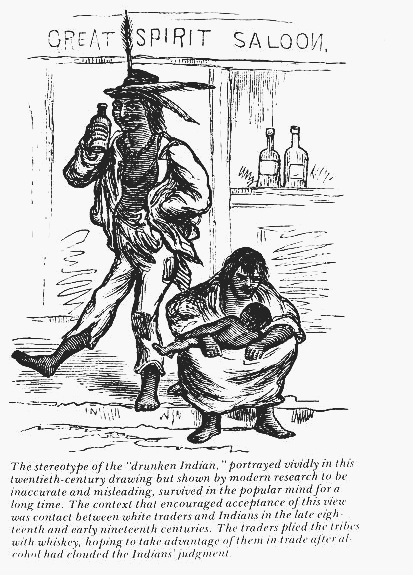 GREAT SPIRIT SALOON.
The stereotype of the "drunken Indian," portrayed vividly in this
twentieth-century drawing but shown by modern research to be
inaccurate and misleading, survived in the popular mind for a
long time. The context that encouraged acceptance of this view
was contact between white traders and Indians in the late eigh-
teenth and early nineteenth centuries. The traders plied the tribes
with whiskey, hoping to take advantage of them in trade after al-
cohol had clouded the Indians' judgment